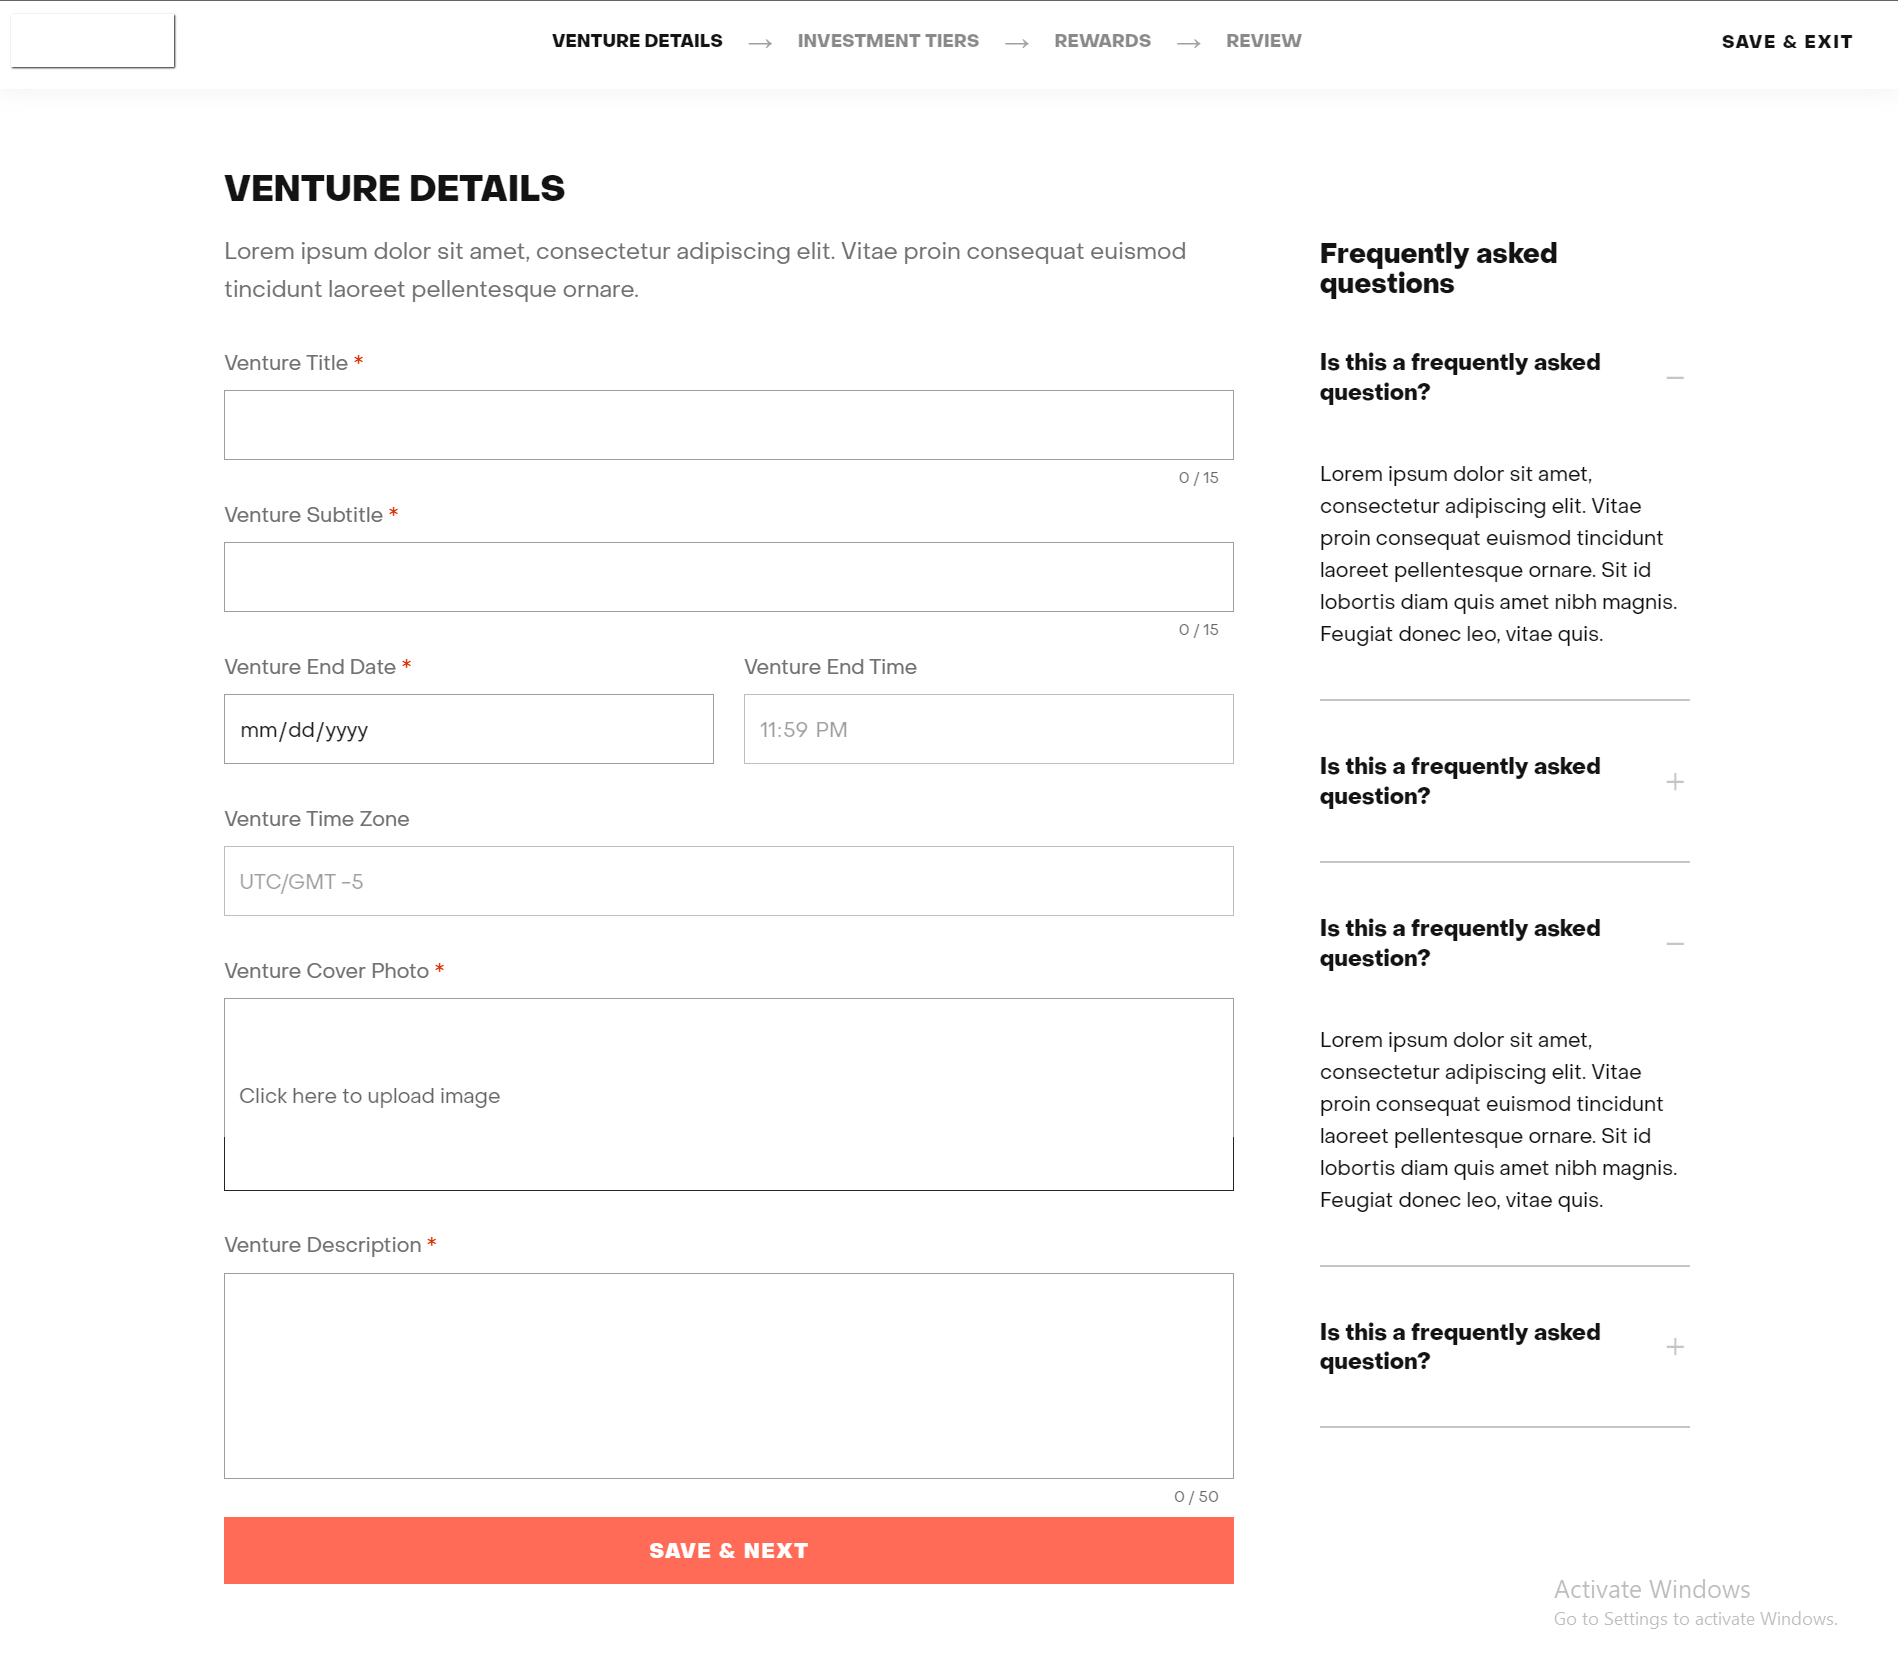 VENTURE DETAILS → INVESTMENT TIERS → REWARDS → REVIEW
SAVE & EXIT
VENTURE DETAILS
Lorem ipsum dolor sit amet, consectetur adipiscing elit. Vitae proin consequat euismod
tincidunt laoreet pellentesque ornare.
Venture Title *
0 / 15
Venture Subtitle *
0 / 15
Venture End Date *
mm/dd/yyyy
Venture End Time
11:59 PM
Venture Time Zone
UTC/GMT -5
Venture Cover Photo *
Click here to upload image
Venture Description *
0 / 50
SAVE & NEXT
Frequently asked
questions
Is this a frequently asked
question?
Lorem ipsum dolor sit amet,
consectetur adipiscing elit. Vitae
proin consequat euismod tincidunt
laoreet pellentesque ornare. Sit id
lobortis diam quis amet nibh magnis.
Feugiat donec leo, vitae quis.
Is this a frequently asked
question?
Is this a frequently asked
question?
Lorem ipsum dolor sit amet,
consectetur adipiscing elit. Vitae
proin consequat euismod tincidunt
laoreet pellentesque ornare. Sit id
lobortis diam quis amet nibh magnis.
Feugiat donec leo, vitae quis.
Is this a frequently asked
question?
Activate Windows
Go to Settings to activate Windows.